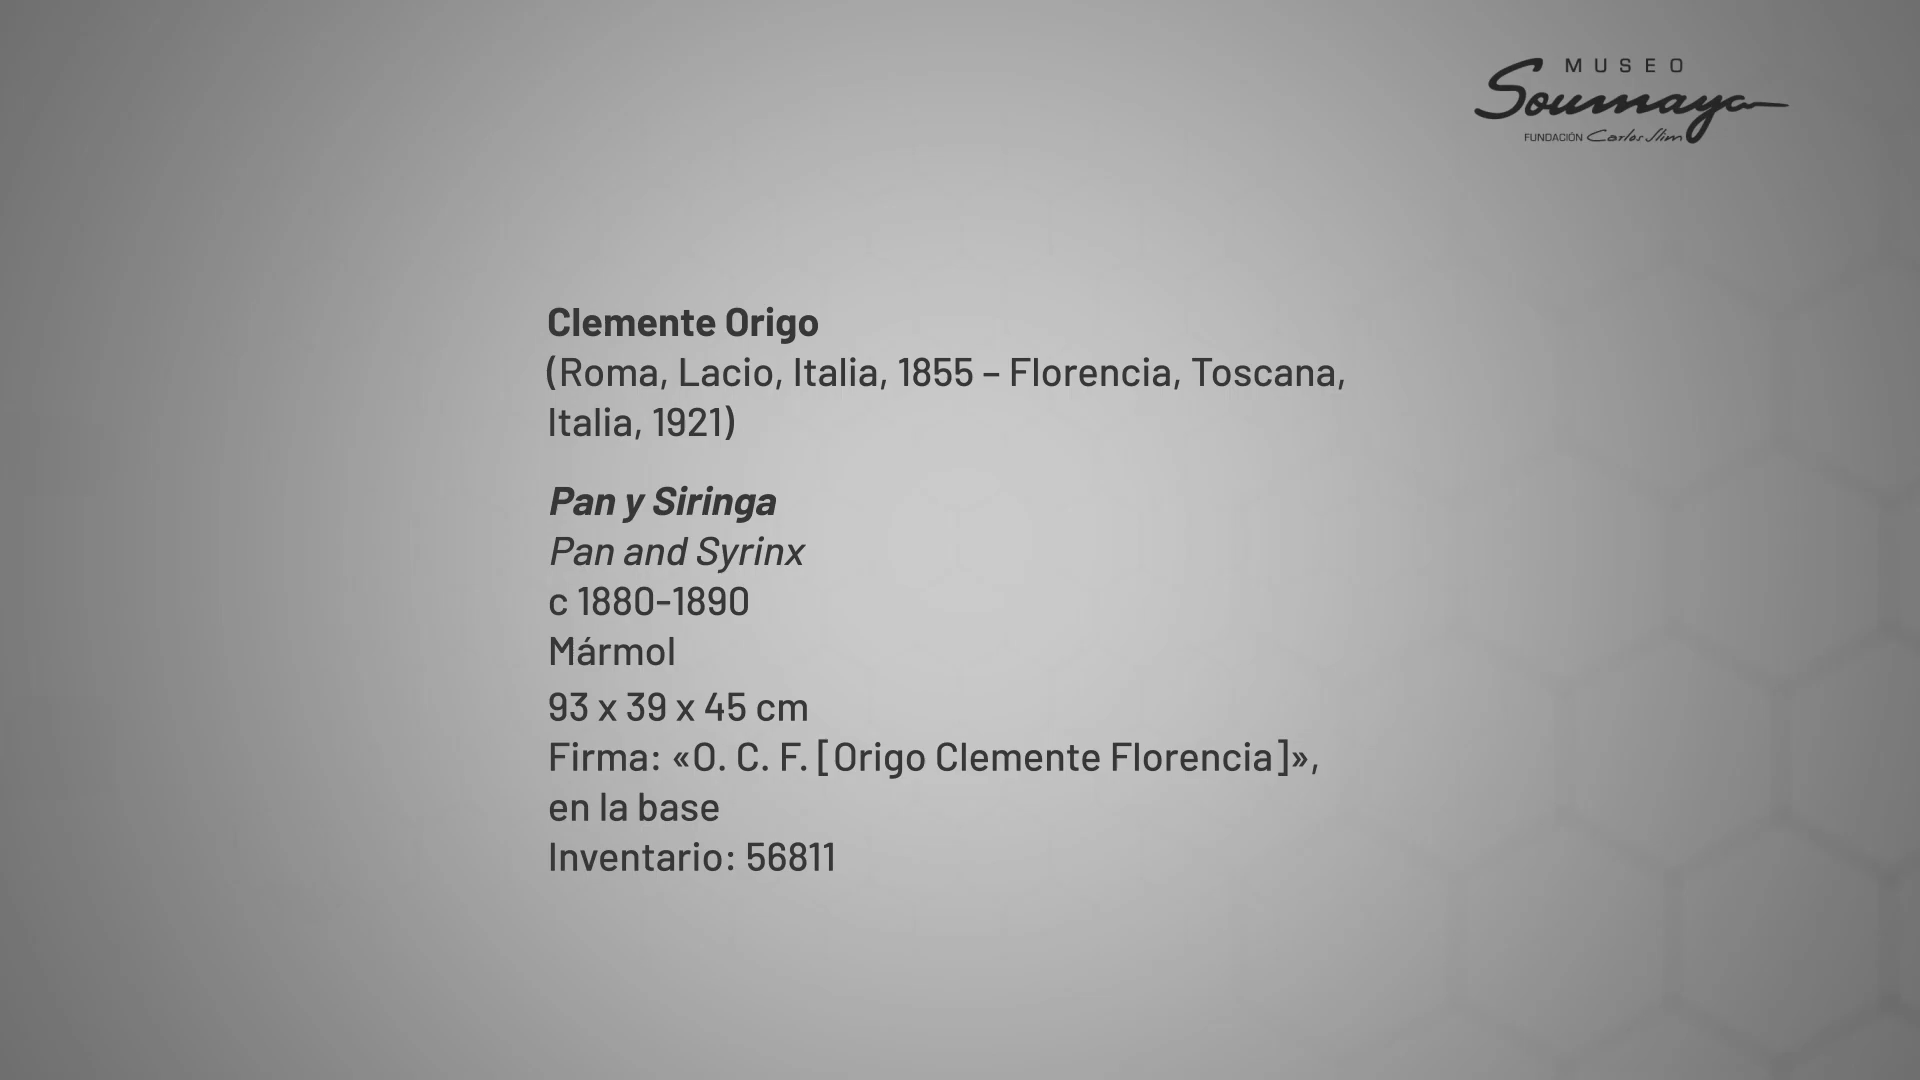 MUSEO
Soumaya
FUNDACIÓN Carlos Slim
Clemente Origo
(Roma, Lacio, Italia, 1855 – Florencia, Toscana,
Italia, 1921)
Pan y Siringa
Pan and Syrinx
c 1880-1890
Mármol
93 x 39 x 45 cm
Firma: «O. C. F. [Origo Clemente Florencia]»,
en la base
Inventario: 56811